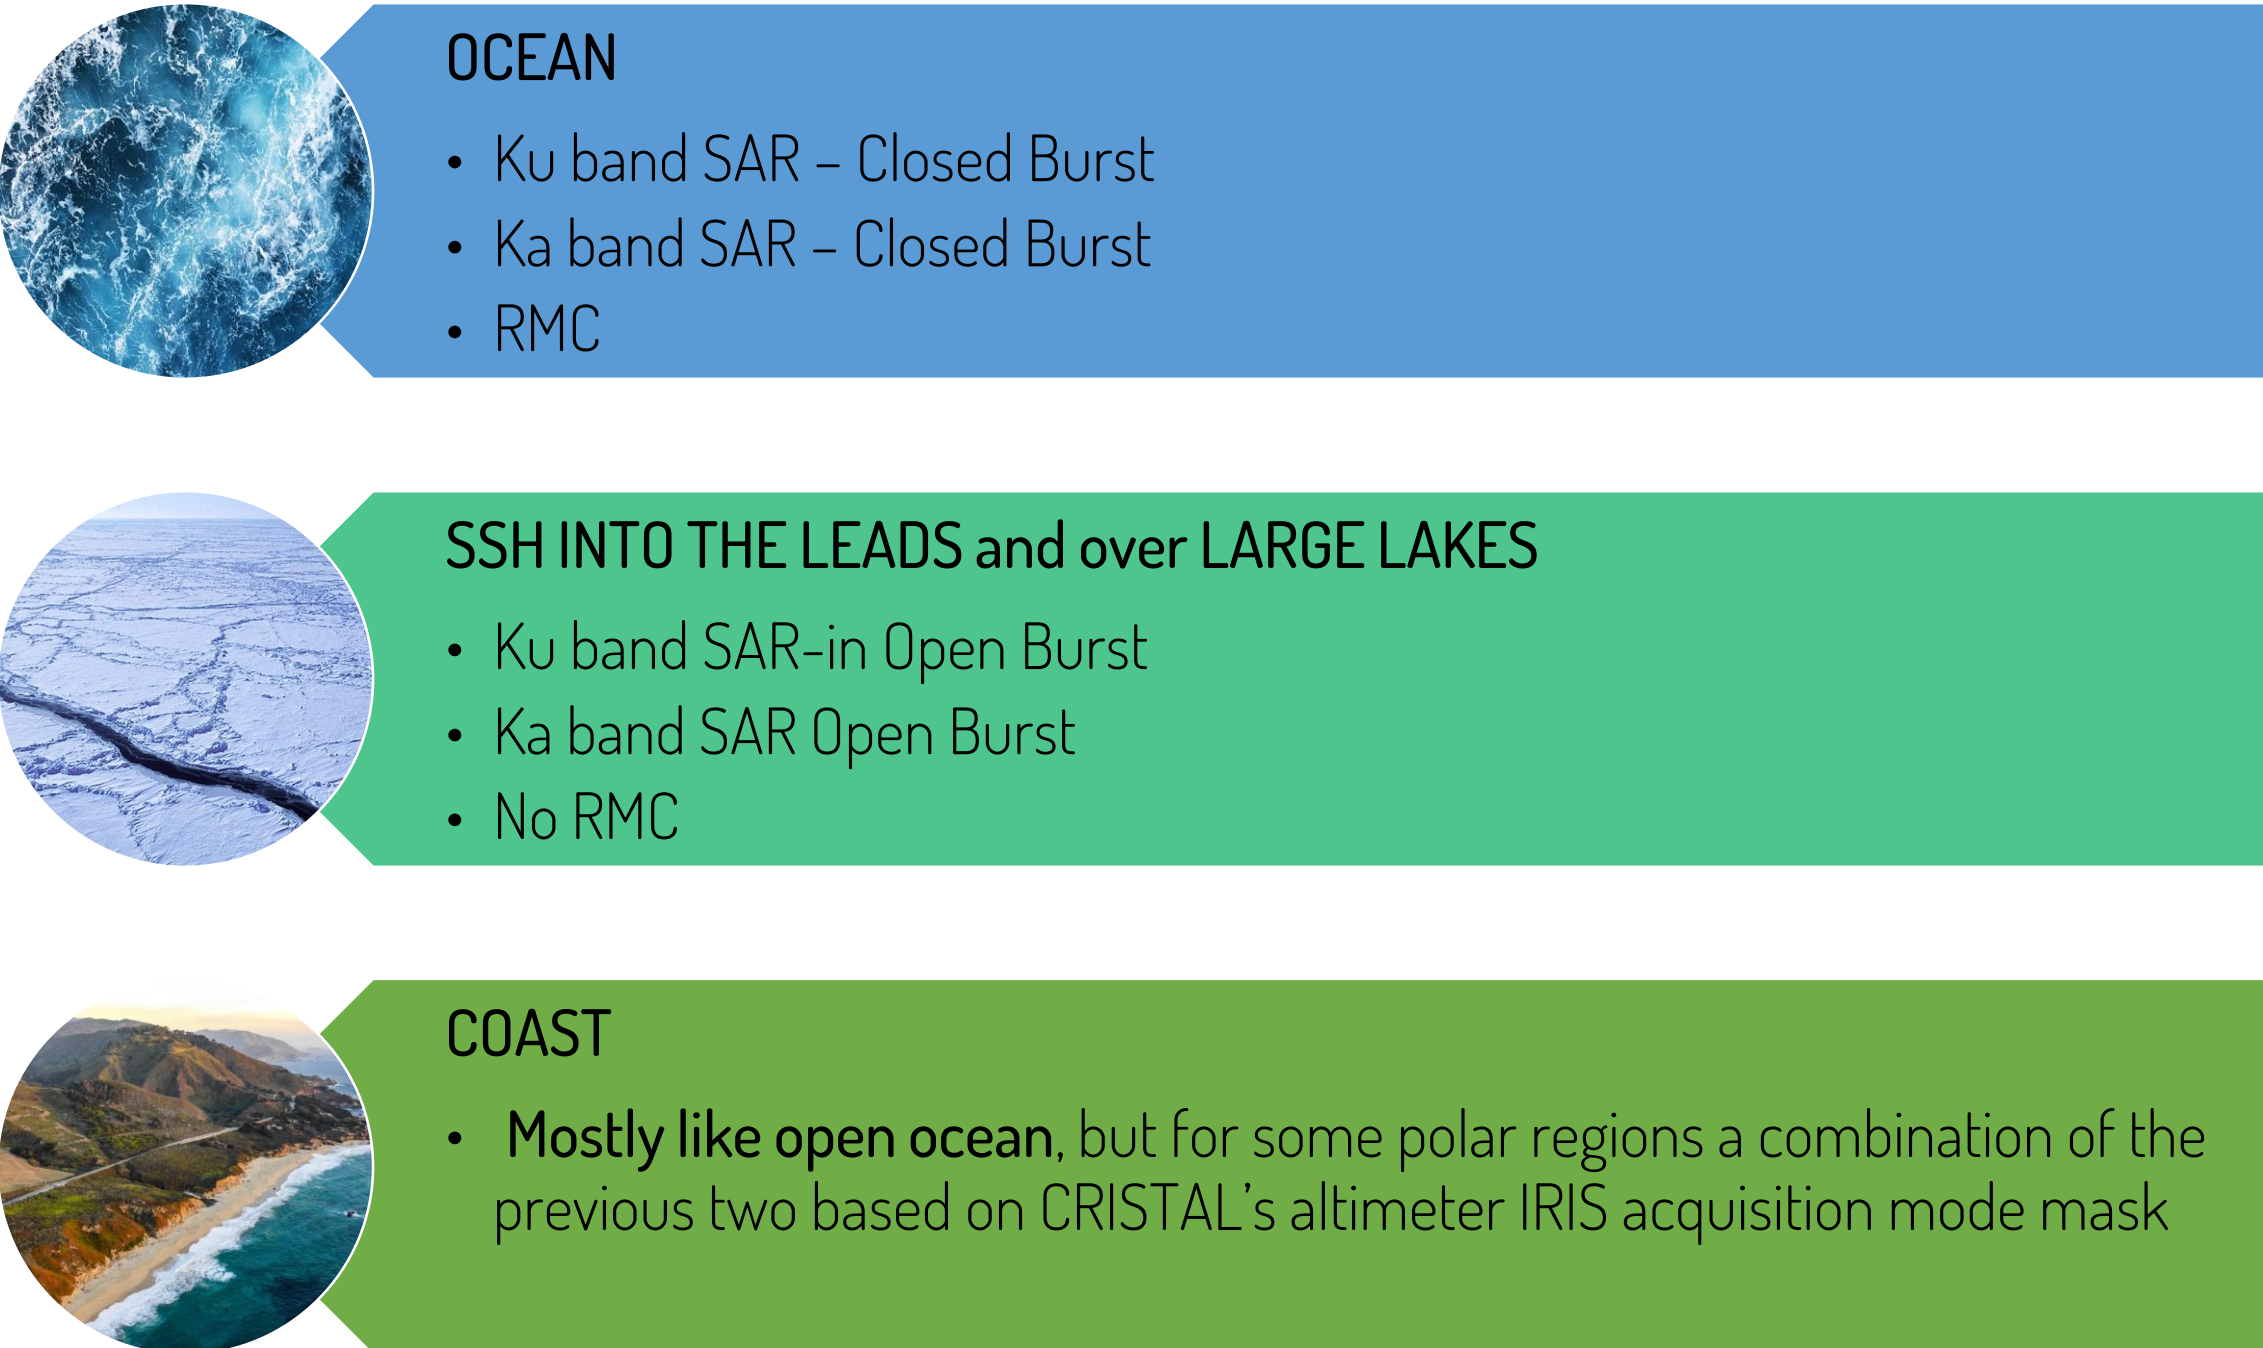 OCEAN
• Ku band SAR – Closed Burst
• Ka band SAR – Closed Burst
• RMC
SSH INTO THE LEADS and over LARGE LAKES
• Ku band SAR-in Open Burst
• Ka band SAR Open Burst
• No RMC
COAST
• Mostly like open ocean, but for some polar regions a combination of the
previous two based on CRISTAL’s altimeter IRIS acquisition mode mask